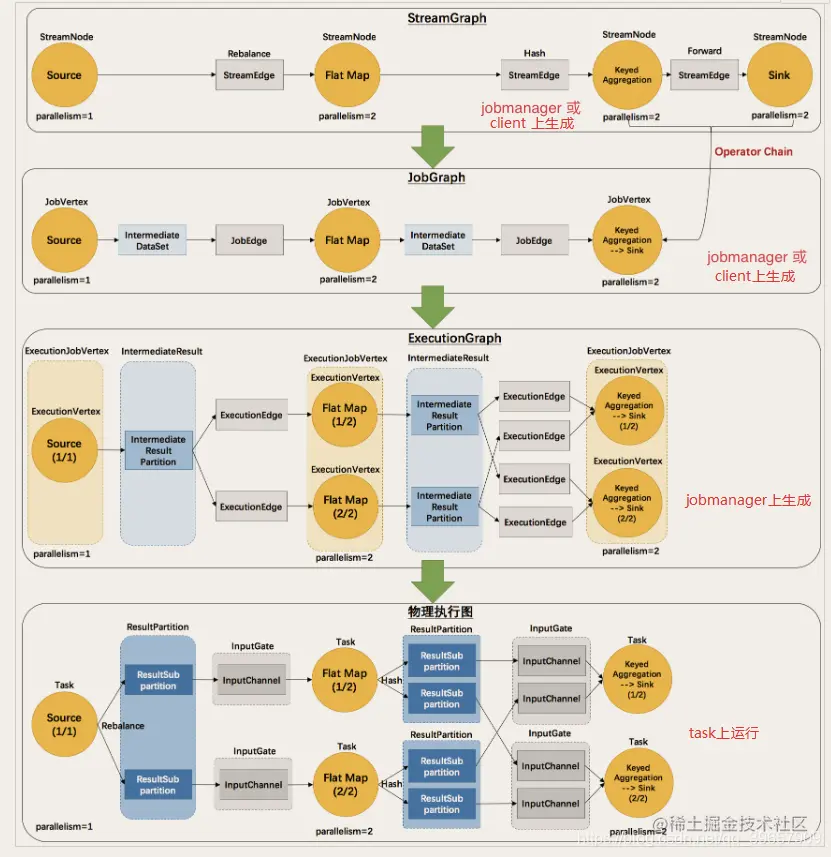 StreamGraph
StreamNode
StreamNode
StreamNode
StreamNode
Rebalance
Hash
Forward
Source
StreamEdge
Flat Map
StreamEdge
Keyed
Aggregation
StreamEdge
Sink
parallelism=1
parallelism=2
parallelism=2
parallelism=2
jobmanager 或
client 上生成
Operator Chain
JobGraph
JobVertex
JobVertex
JobVertex
Source
Intermediate
DataSet
JobEdge
Flat Map
Intermediate
DataSet
JobEdge
Keyed
Aggregation
--> Sink
parallelism=1
parallelism=2
parallelism=2
jobmanager 或
client上生成
ExecutionGraph
ExecutionJobVertex
IntermediateResult
ExecutionJobVertex
IntermediateResult
ExecutionJobVertex
ExecutionVertex
Source
(1/1)
Intermediate
Result
Partition
ExecutionEdge
ExecutionEdge
ExecutionVertex
Flat Map
(1/2)
ExecutionVertex
Flat Map
(2/2)
Intermediate
Result
Partition
Intermediate
Result
Partition
ExecutionEdge
ExecutionEdge
ExecutionEdge
ExecutionEdge
ExecutionVertex
Keyed
Aggregation
--> Sink
(1/2)
ExecutionVertex
Keyed
Aggregation
--> Sink
(2/2)
jobmanager上生成
parallelism=1
parallelism=2
parallelism=2
物理执行图
ResultPartition
InputGate
Task
ResultPartition
InputGate
Task
Task
Source
(1/1)
Rebalance
ResultSub
partition
ResultSub
partition
InputChannel
InputGate
InputChannel
Flat Map
(1/2)
Hash
Task
Flat Map
(2/2)
Hash
ResultSub
partition
ResultSub
partition
ResultPartition
ResultSub
partition
ResultSub
partition
InputChannel
InputChannel
InputGate
InputChannel
InputChannel
Keyed
Aggregation
--> Sink
(1/2)
Task
Keyed
Aggregation
--> Sink
(2/2)
task上运行
parallelism=1
parallelism=2
parallelism=2
@稀土掘金技术社区